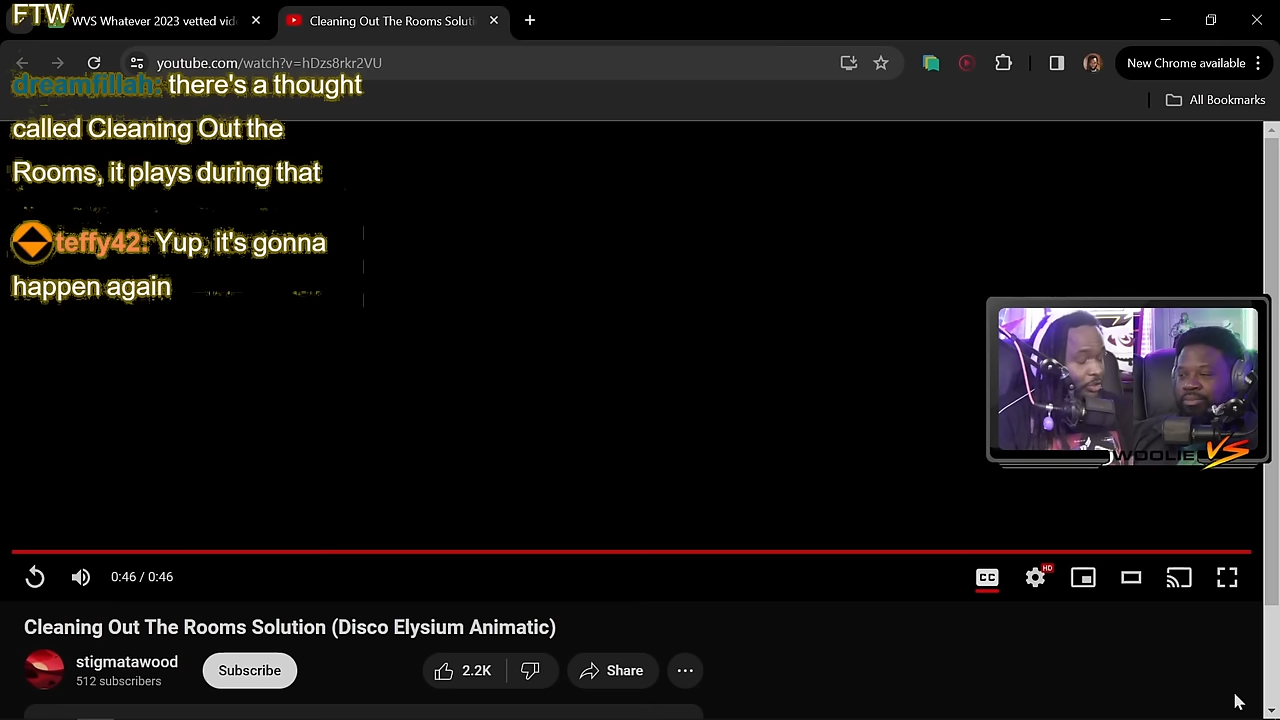 FTW
WVS Whatever 2023 vetted vid
Cleaning Out The Rooms Soluti
youtube.com/watch?v=hDzs8rkr2VU
New Chrome available
All Bookmarks
dreamfillah: there's a thought
called Cleaning Out the
Rooms, it plays during that
teffy42: Yup, it's gonna
happen again
WOOLIE VS
0:46 / 0:46
CC
HD
Cleaning Out The Rooms Solution (Disco Elysium Animatic)
stigmatawood
512 subscribers
Subscribe
2.2K
Share